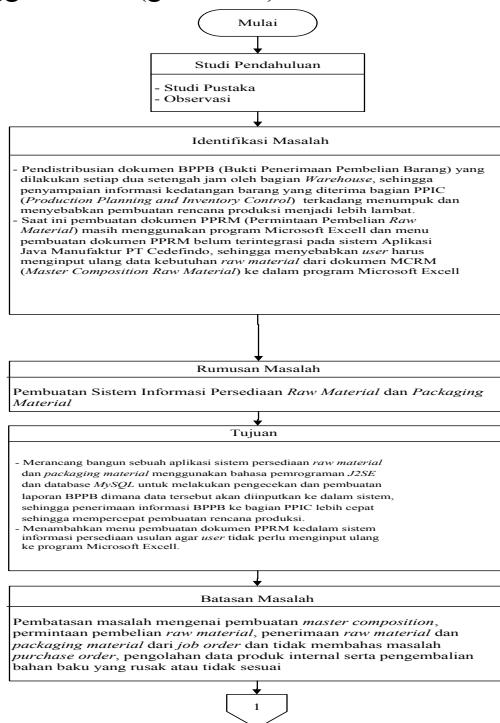 Mulai
Studi Pendahuluan
- Studi Pustaka
- Observasi
Identifikasi Masalah
- Pendistribusian dokumen BPPB (Bukti Penerimaan Pembelian Barang) yang
dilakukan setiap dua setengah jam oleh bagian Warehouse, sehingga
penyampaian informasi kedatangan barang yang diterima bagian PPIC
(Production Planning and Inventory Control) terkadang menumpuk dan
menyebabkan pembuatan rencana produksi menjadi lebih lambat.
- Saat ini pembuatan dokumen PPRM (Permintaan Pembelian Raw
Material) masih menggunakan program Microsoft Excell dan menu
pembuatan dokumen PPRM belum terintegrasi pada sistem Aplikasi
Java Manufaktur PT Cedefindo, sehingga menyebabkan user harus
menginput ulang data kebutuhan raw material dari dokumen MCRM
(Master Composition Raw Material) ke dalam program Microsoft Excell
Rumusan Masalah
Pembuatan Sistem Informasi Persediaan Raw Material dan Packaging
Material
Tujuan
- Merancang bangun sebuah aplikasi sistem persediaan raw material
dan packaging material menggunakan bahasa pemrograman J2SE
dan database MySQL untuk melakukan pengecekan dan pembuatan
laporan BPPB dimana data tersebut akan diinputkan ke dalam sistem,
sehingga penerimaan informasi BPPB ke bagian PPIC lebih cepat
sehingga mempercepat pembuatan rencana produksi.
- Menambahkan menu pembuatan dokumen PPRM kedalam sistem
informasi persediaan usulan agar user tidak perlu menginput ulang
ke program Microsoft Excell.
Batasan Masalah
Pembatasan masalah mengenai pembuatan master composition,
permintaan pembelian raw material, penerimaan raw material dan
packaging material dari job order dan tidak membahas masalah
purchase order, pengolahan data produk internal serta pengembalian
bahan baku yang rusak atau tidak sesuai
1